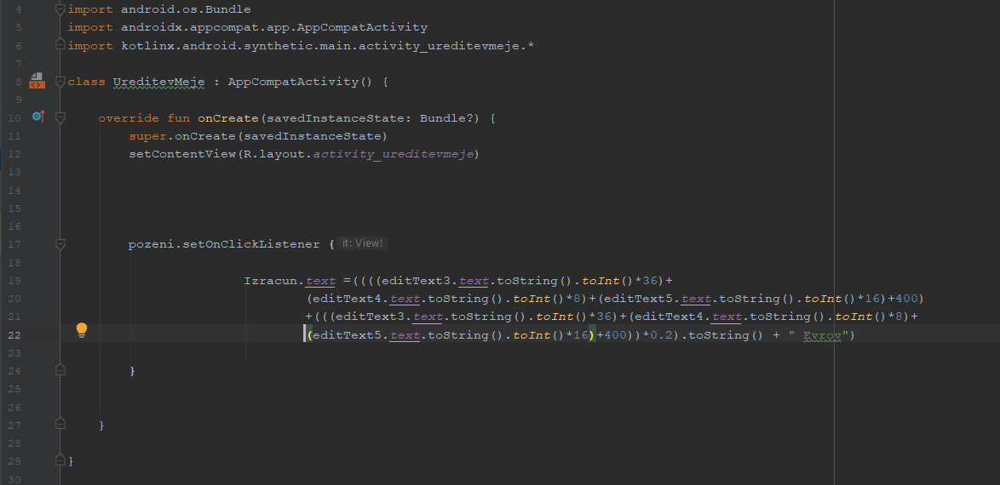 4 import android.os.Bundle
5 import androidx.appcompat.app.AppCompatActivity
6 import kotlinx.android.synthetic.main.activity_ureditevmeje.*
7
8 class UreditevMeje : AppCompatActivity() {
9
10 override fun onCreate(savedInstanceState: Bundle?) {
11 super.onCreate(savedInstanceState)
12 setContentView(R.layout.activity_ureditevmeje)
13
14
15
16
17 pozeni.setOnClickListener { it: View!
18
19 Izracun.text =((((editText3.text.toString().toInt()*36)+
20 (editText4.text.toString().toInt()*8)+(editText5.text.toString().toInt()*16)+400)
21 +(((editText3.text.toString().toInt()*36)+(editText4.text.toString().toInt()*8)+
22 (editText5.text.toString().toInt()*16)+400))*0.2).toString() + " Evrov")
23
24 }
25
26
27 }
28
29 }
30